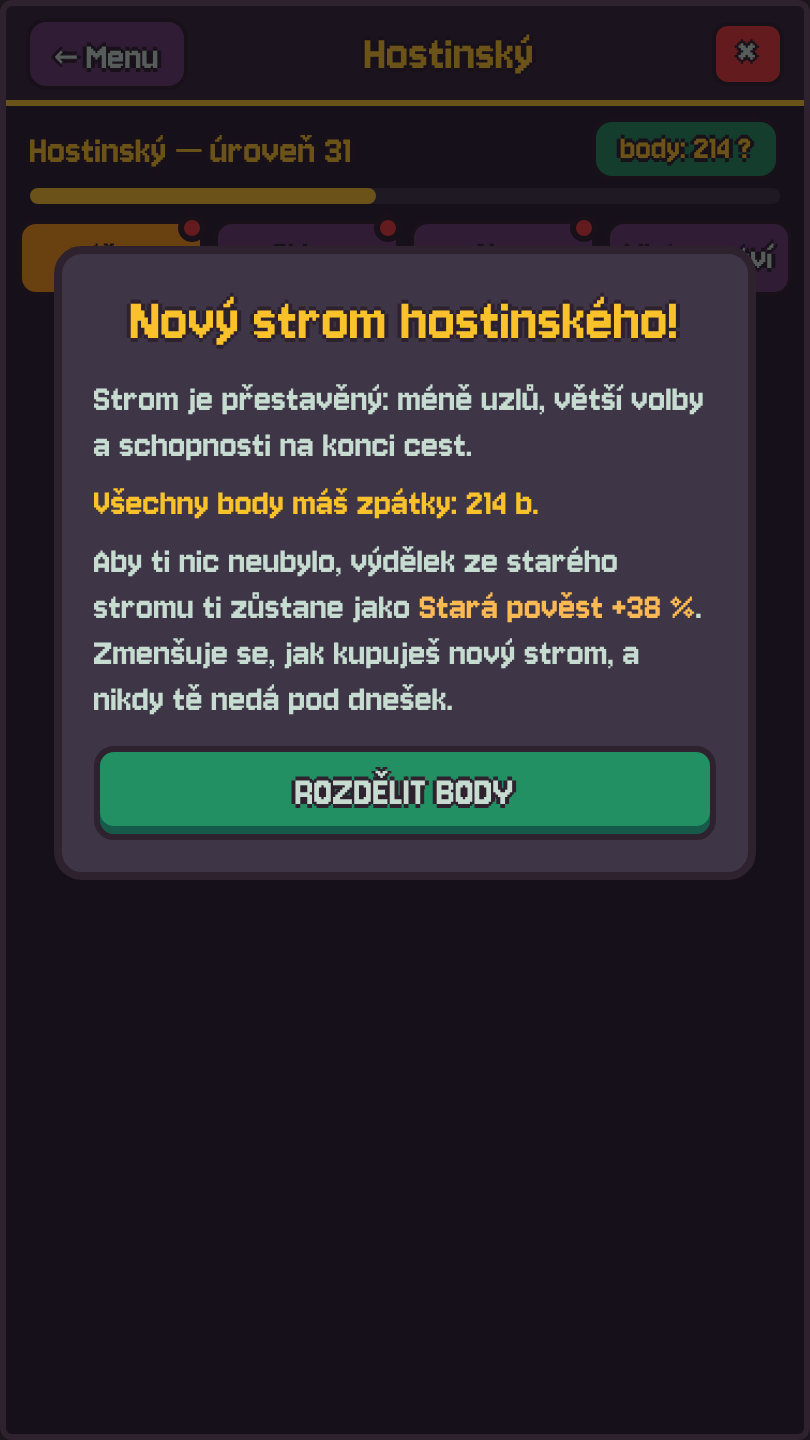 ← Menu
Hostinský
Hostinský — úroveň 31
body: 214 ?
Nový strom hostinského!
Strom je přestavěný: méně uzlů, větší volby
a schopnosti na konci cest.
Všechny body máš zpátky: 214 b.
Aby ti nic neubylo, výdělek ze starého
stromu ti zůstane jako Stará pověst +38 %.
Zmenšuje se, jak kupuješ nový strom, a
nikdy tě nedá pod dnešek.
ROZDĚLIT BODY